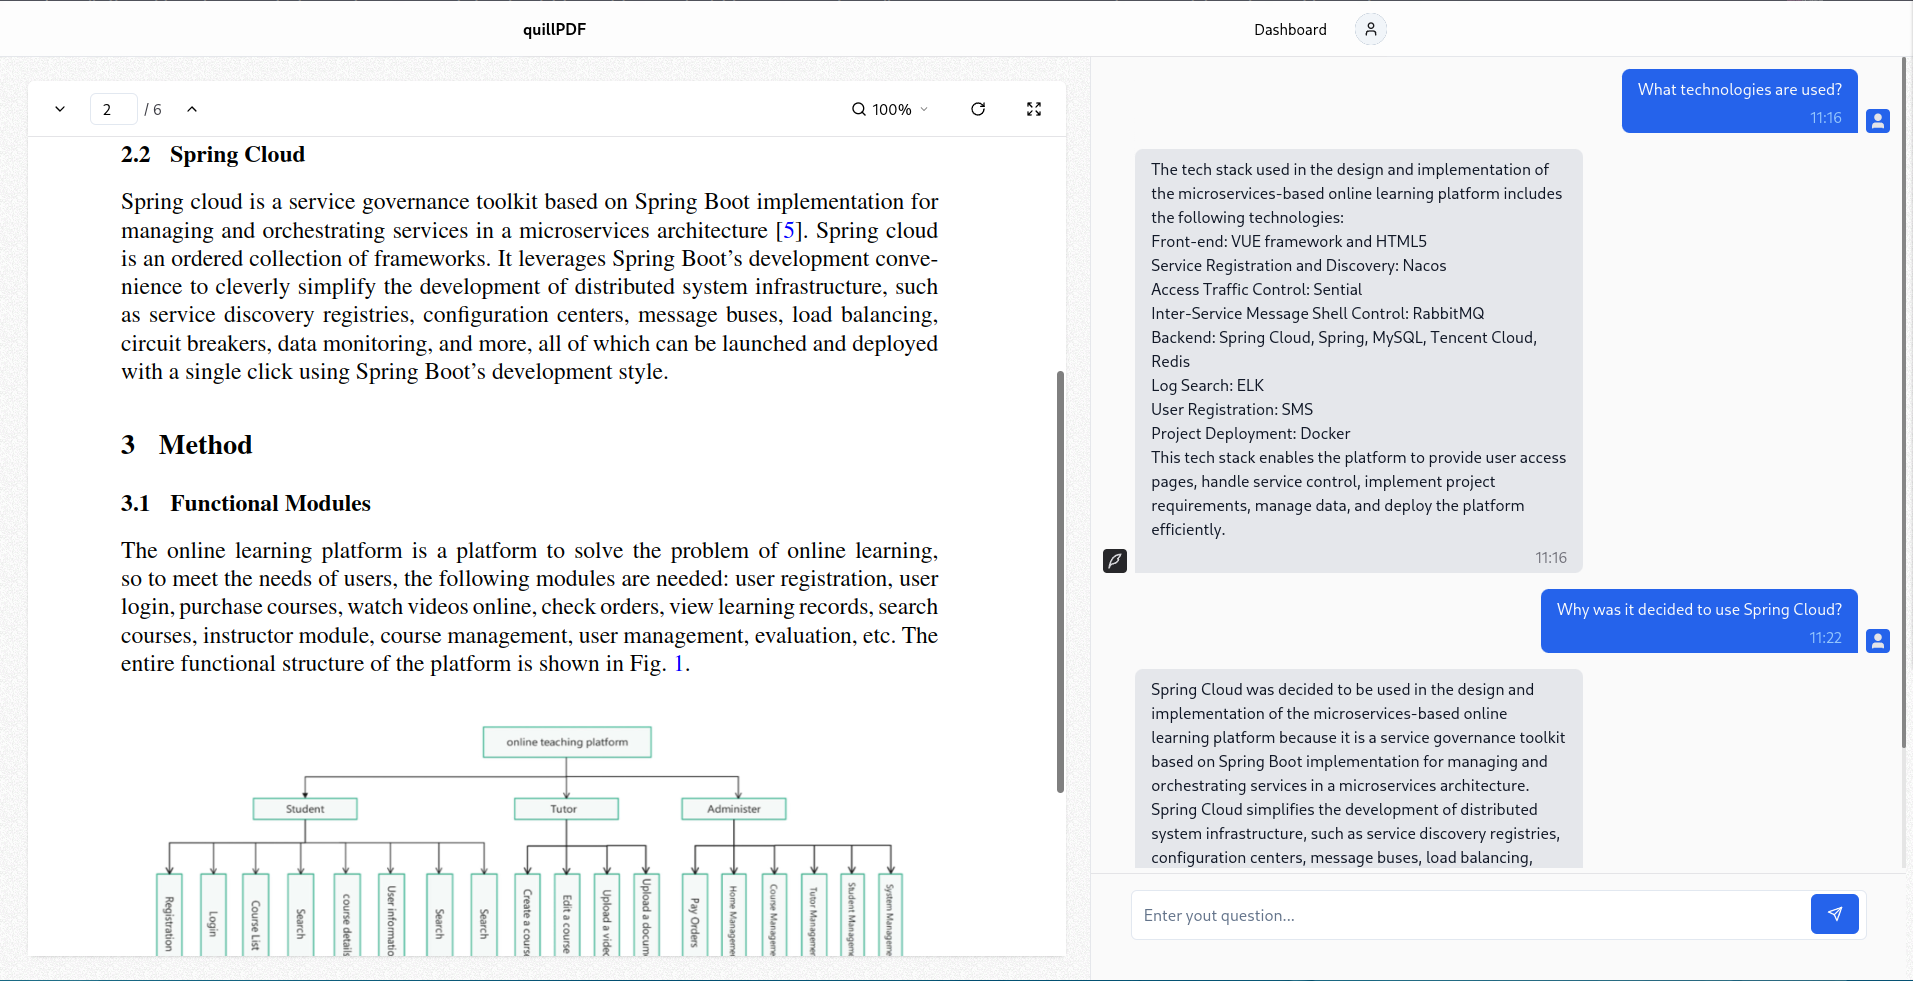 quillPDF
Dashboard
2 / 6
100%
2.2 Spring Cloud
Spring cloud is a service governance toolkit based on Spring Boot implementation for
managing and orchestrating services in a microservices architecture [5]. Spring cloud
is an ordered collection of frameworks. It leverages Spring Boot’s development conve-
nience to cleverly simplify the development of distributed system infrastructure, such
as service discovery registries, configuration centers, message buses, load balancing,
circuit breakers, data monitoring, and more, all of which can be launched and deployed
with a single click using Spring Boot’s development style.
3 Method
3.1 Functional Modules
The online learning platform is a platform to solve the problem of online learning,
so to meet the needs of users, the following modules are needed: user registration, user
login, purchase courses, watch videos online, check orders, view learning records, search
courses, instructor module, course management, user management, evaluation, etc. The
entire functional structure of the platform is shown in Fig. 1.
online teaching platform
Student
Tutor
Administer
Registration
Login
Course List
Search
course details
User informatio
Search
Search
Create a cours
Edit a course
Upload a video
Upload a docum
Pay Orders
Home Manageme
Course Manageme
Tutor Manageme
Student Managem
System Manageme
What technologies are used?
11:16
The tech stack used in the design and implementation of
the microservices-based online learning platform includes
the following technologies:
Front-end: VUE framework and HTML5
Service Registration and Discovery: Nacos
Access Traffic Control: Sential
Inter-Service Message Shell Control: RabbitMQ
Backend: Spring Cloud, Spring, MySQL, Tencent Cloud,
Redis
Log Search: ELK
User Registration: SMS
Project Deployment: Docker
This tech stack enables the platform to provide user access
pages, handle service control, implement project
requirements, manage data, and deploy the platform
efficiently.
11:16
Why was it decided to use Spring Cloud?
11:22
Spring Cloud was decided to be used in the design and
implementation of the microservices-based online
learning platform because it is a service governance toolkit
based on Spring Boot implementation for managing and
orchestrating services in a microservices architecture.
Spring Cloud simplifies the development of distributed
system infrastructure, such as service discovery registries,
configuration centers, message buses, load balancing,
Enter yout question...